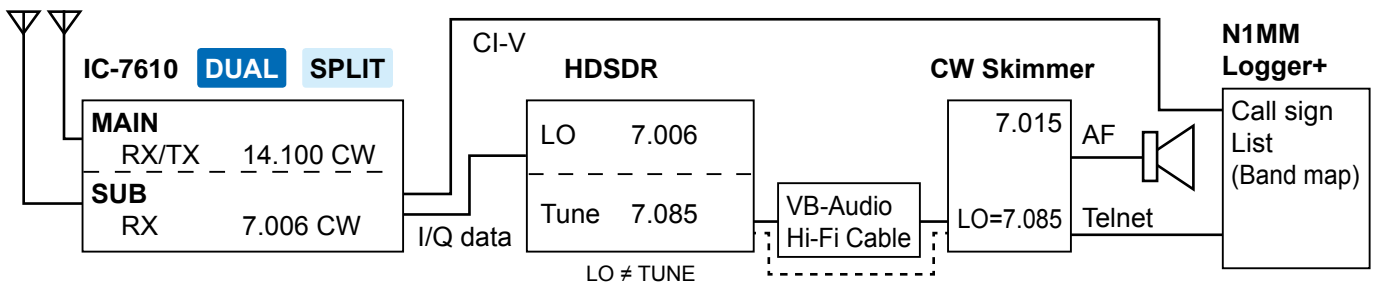 CI-V
N1MM
Logger+
IC-7610 DUAL SPLIT
HDSDR
CW Skimmer
MAIN
RX/TX 14.100 CW
SUB
RX 7.006 CW
I/Q data
LO 7.006
Tune 7.085
LO ≠ TUNE
VB-Audio
Hi-Fi Cable
7.015
LO=7.085
AF
Telnet
Call sign
List
(Band map)